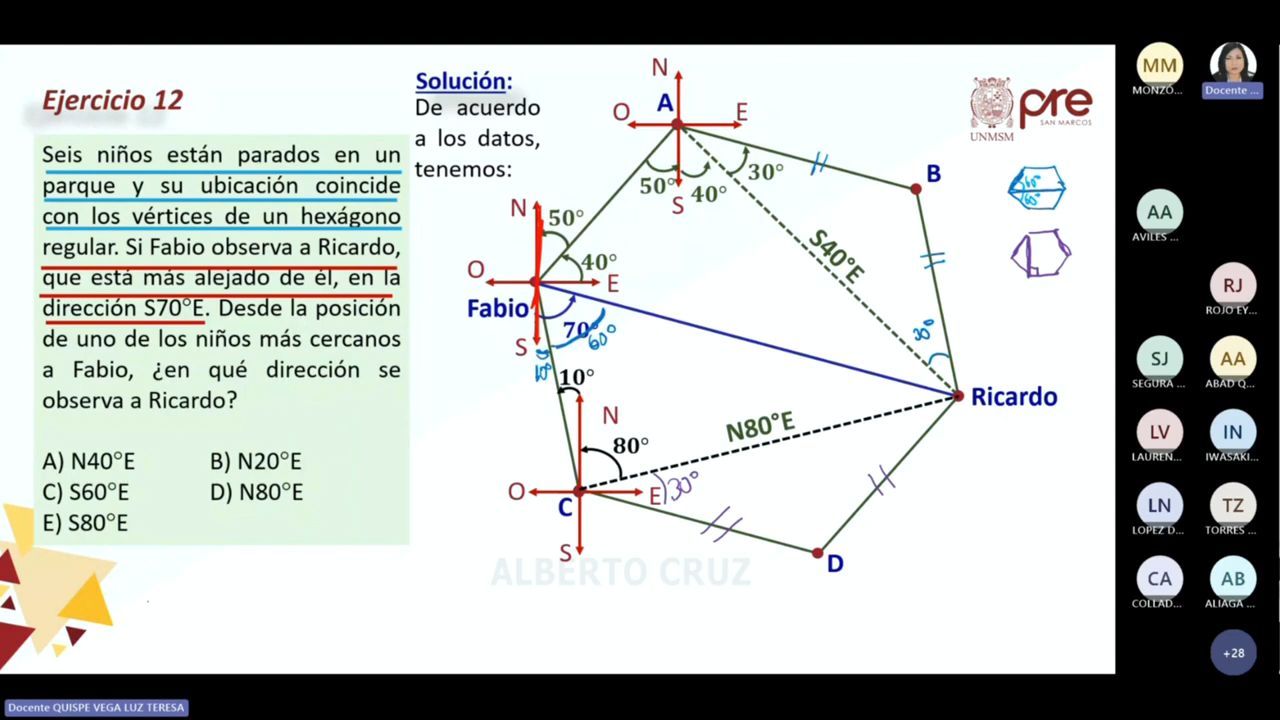 Ejercicio 12
Seis niños están parados en un
parque y su ubicación coincide
con los vértices de un hexágono
regular. Si Fabio observa a Ricardo,
que está más alejado de él, en la
dirección S70°E. Desde la posición
de uno de los niños más cercanos
a Fabio, ¿en qué dirección se
observa a Ricardo?
A) N40°E B) N20°E
C) S60°E D) N80°E
E) S80°E
Solución:
De acuerdo
a los datos,
tenemos:
N
A
O
E
50°
40°
30°
S
B
N
50°
O
40°
E
Fabio
70°
60°
S
10°
S40°E
30
Ricardo
N
80°
N80°E
O
E
30°
C
S
D
ALBERTO CRUZ
UNMSM
pre
SAN MARCOS
60°
60°
MM
MONZO...
Docente ...
AA
AVILES ...
RJ
ROJO EY...
SJ
SEGURA ...
AA
ABAD Q...
LV
LAUREN...
IN
IWASAKI...
LN
LOPEZ D...
TZ
TORRES ...
CA
COLLAD...
AB
ALIAGA ...
+28
Docente QUISPE VEGA LUZ TERESA